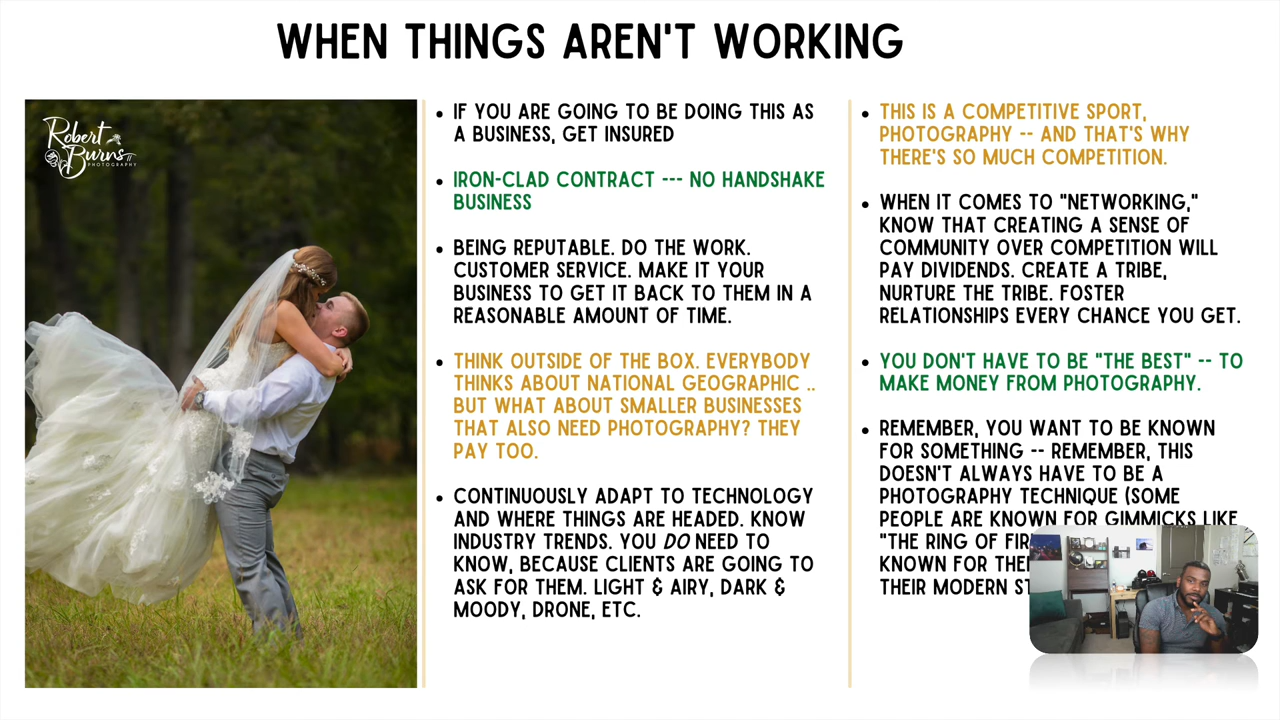 WHEN THINGS AREN'T WORKING
Robert
Burns
PHOTOGRAPHY
• IF YOU ARE GOING TO BE DOING THIS AS
A BUSINESS, GET INSURED
• IRON-CLAD CONTRACT --- NO HANDSHAKE
BUSINESS
• BEING REPUTABLE. DO THE WORK.
CUSTOMER SERVICE. MAKE IT YOUR
BUSINESS TO GET IT BACK TO THEM IN A
REASONABLE AMOUNT OF TIME.
• THINK OUTSIDE OF THE BOX. EVERYBODY
THINKS ABOUT NATIONAL GEOGRAPHIC ..
BUT WHAT ABOUT SMALLER BUSINESSES
THAT ALSO NEED PHOTOGRAPHY? THEY
PAY TOO.
• CONTINUOUSLY ADAPT TO TECHNOLOGY
AND WHERE THINGS ARE HEADED. KNOW
INDUSTRY TRENDS. YOU DO NEED TO
KNOW, BECAUSE CLIENTS ARE GOING TO
ASK FOR THEM. LIGHT & AIRY, DARK &
MOODY, DRONE, ETC.
• THIS IS A COMPETITIVE SPORT,
PHOTOGRAPHY -- AND THAT'S WHY
THERE'S SO MUCH COMPETITION.
• WHEN IT COMES TO "NETWORKING,"
KNOW THAT CREATING A SENSE OF
COMMUNITY OVER COMPETITION WILL
PAY DIVIDENDS. CREATE A TRIBE,
NURTURE THE TRIBE. FOSTER
RELATIONSHIPS EVERY CHANCE YOU GET.
• YOU DON'T HAVE TO BE "THE BEST" -- TO
MAKE MONEY FROM PHOTOGRAPHY.
• REMEMBER, YOU WANT TO BE KNOWN
FOR SOMETHING -- REMEMBER, THIS
DOESN'T ALWAYS HAVE TO BE A
PHOTOGRAPHY TECHNIQUE (SOME
PEOPLE ARE KNOWN FOR GIMMICKS LIKE
"THE RING OF
KNOWN FOR
THEIR MODERN